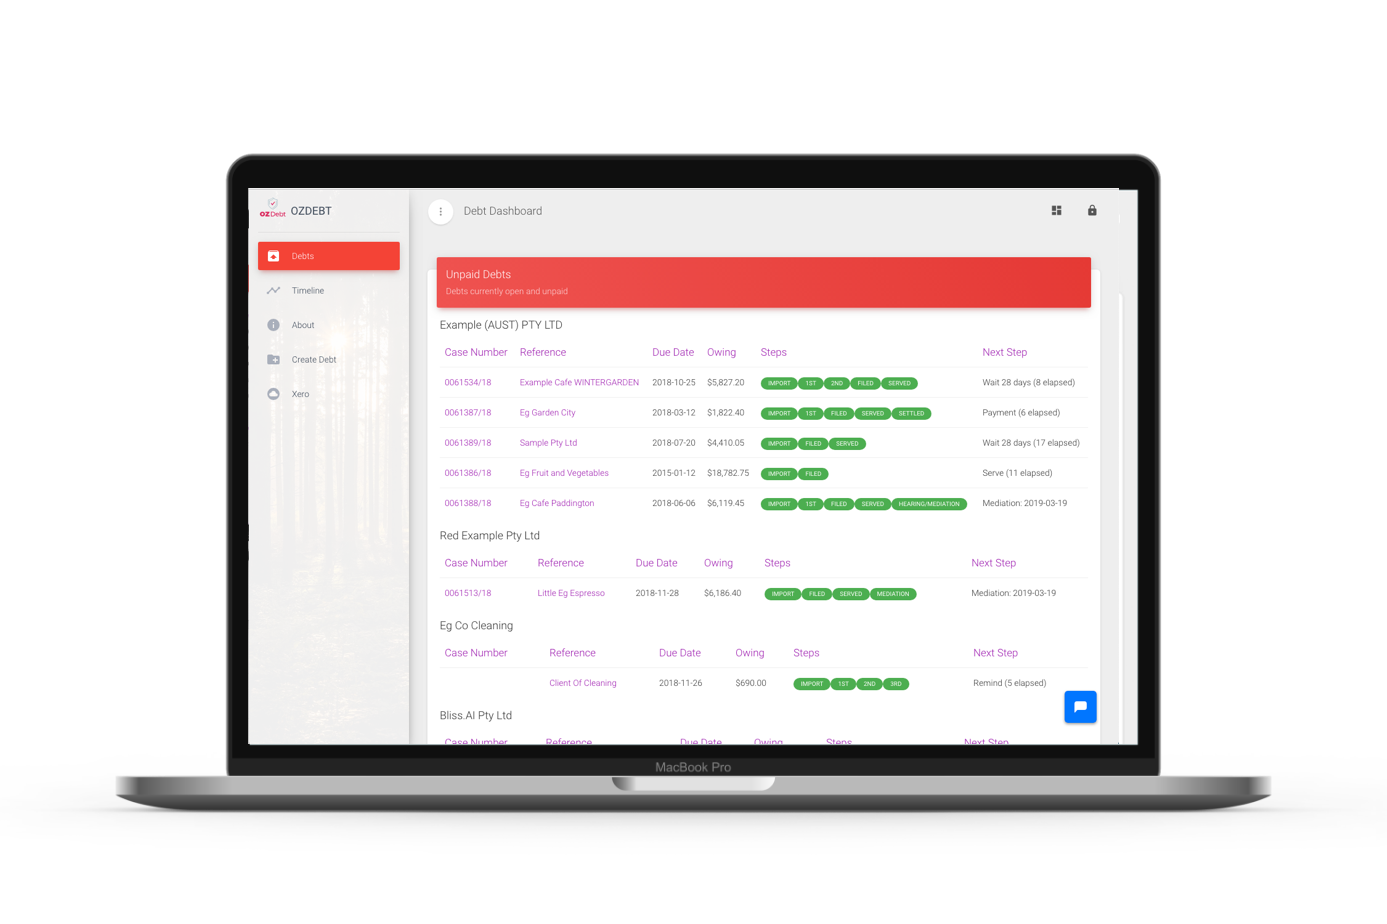 OZDebt OZDEBT
Debts
Timeline
About
Create Debt
Xero
Debt Dashboard
Unpaid Debts
Debts currently open and unpaid
Example (AUST) PTY LTD
Case Number Reference Due Date Owing Steps Next Step
0061534/18 Example Cafe WINTERGARDEN 2018-10-25 $5,827.20 IMPORT 1ST 2ND FILED SERVED Wait 28 days (8 elapsed)
0061387/18 Eg Garden City 2018-03-12 $1,822.40 IMPORT 1ST FILED SERVED SETTLED Payment (6 elapsed)
0061389/18 Sample Pty Ltd 2018-07-20 $4,410.05 IMPORT FILED SERVED Wait 28 days (17 elapsed)
0061386/18 Eg Fruit and Vegetables 2015-01-12 $18,782.75 IMPORT FILED Serve (11 elapsed)
0061388/18 Eg Cafe Paddington 2018-06-06 $6,119.45 IMPORT 1ST FILED SERVED HEARING/MEDIATION Mediation: 2019-03-19
Red Example Pty Ltd
Case Number Reference Due Date Owing Steps Next Step
0061513/18 Little Eg Espresso 2018-11-28 $6,186.40 IMPORT FILED SERVED MEDIATION Mediation: 2019-03-19
Eg Co Cleaning
Case Number Reference Due Date Owing Steps Next Step
Client Of Cleaning 2018-11-26 $690.00 IMPORT 1ST 2ND 3RD Remind (5 elapsed)
Bliss.AI Pty Ltd
Case Number Reference Due Date Owing Steps Next Step
MacBook Pro